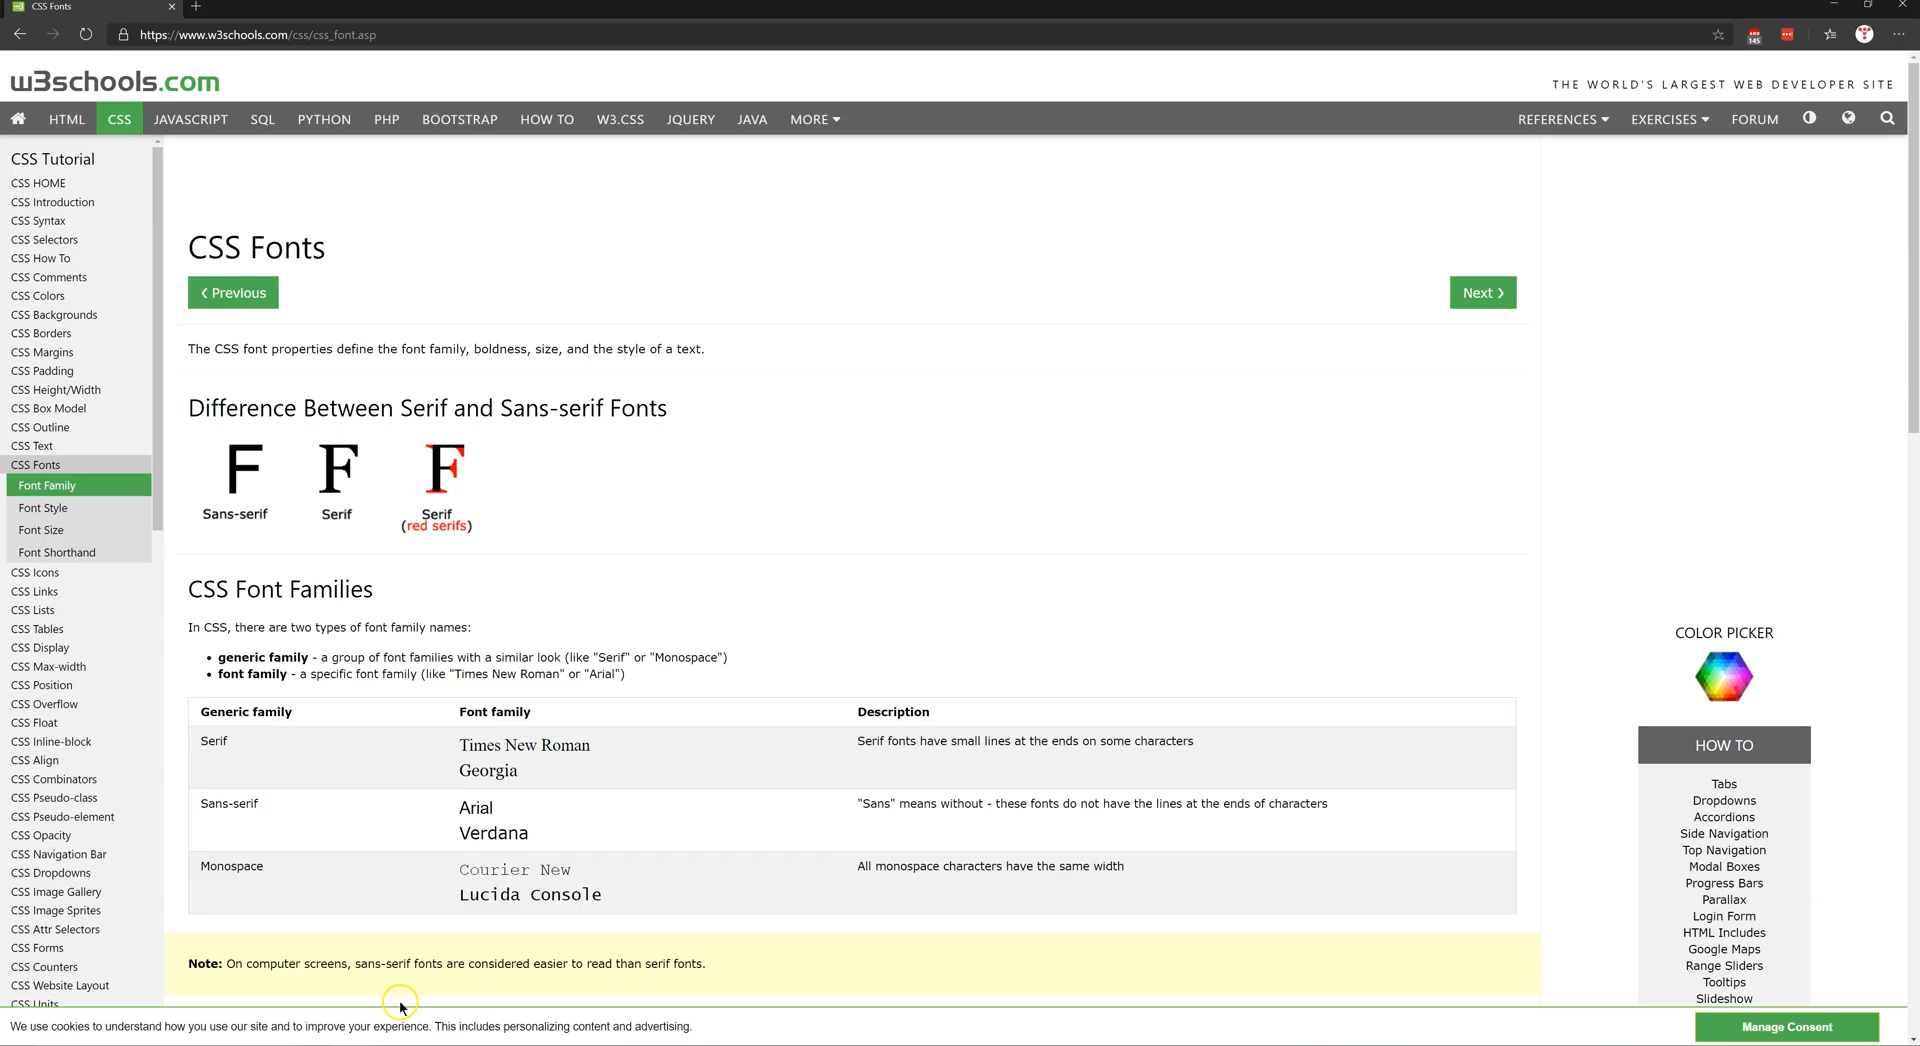 CSS Fonts
https://www.w3schools.com/css/css_font.asp
145
w3schools.com
THE WORLD'S LARGEST WEB DEVELOPER SITE
HTML CSS JAVASCRIPT SQL PYTHON PHP BOOTSTRAP HOW TO W3.CSS JQUERY JAVA MORE REFERENCES EXERCISES FORUM
CSS Tutorial
CSS HOME
CSS Introduction
CSS Syntax
CSS Selectors
CSS How To
CSS Comments
CSS Colors
CSS Backgrounds
CSS Borders
CSS Margins
CSS Padding
CSS Height/Width
CSS Box Model
CSS Outline
CSS Text
CSS Fonts
Font Family
Font Style
Font Size
Font Shorthand
CSS Icons
CSS Links
CSS Lists
CSS Tables
CSS Display
CSS Max-width
CSS Position
CSS Overflow
CSS Float
CSS Inline-block
CSS Align
CSS Combinators
CSS Pseudo-class
CSS Pseudo-element
CSS Opacity
CSS Navigation Bar
CSS Dropdowns
CSS Image Gallery
CSS Image Sprites
CSS Attr Selectors
CSS Forms
CSS Counters
CSS Website Layout
CSS Units
CSS Fonts
❮ Previous
Next ❯
The CSS font properties define the font family, boldness, size, and the style of a text.
Difference Between Serif and Sans-serif Fonts
F F F
Sans-serif Serif Serif
(red serifs)
CSS Font Families
In CSS, there are two types of font family names:
• generic family - a group of font families with a similar look (like "Serif" or "Monospace")
• font family - a specific font family (like "Times New Roman" or "Arial")
Generic family Font family Description
Serif Times New Roman Serif fonts have small lines at the ends on some characters
Georgia
Sans-serif Arial "Sans" means without - these fonts do not have the lines at the ends of characters
Verdana
Monospace Courier New All monospace characters have the same width
Lucida Console
Note: On computer screens, sans-serif fonts are considered easier to read than serif fonts.
COLOR PICKER
HOW TO
Tabs
Dropdowns
Accordions
Side Navigation
Top Navigation
Modal Boxes
Progress Bars
Parallax
Login Form
HTML Includes
Google Maps
Range Sliders
Tooltips
Slideshow
We use cookies to understand how you use our site and to improve your experience. This includes personalizing content and advertising.
Manage Consent